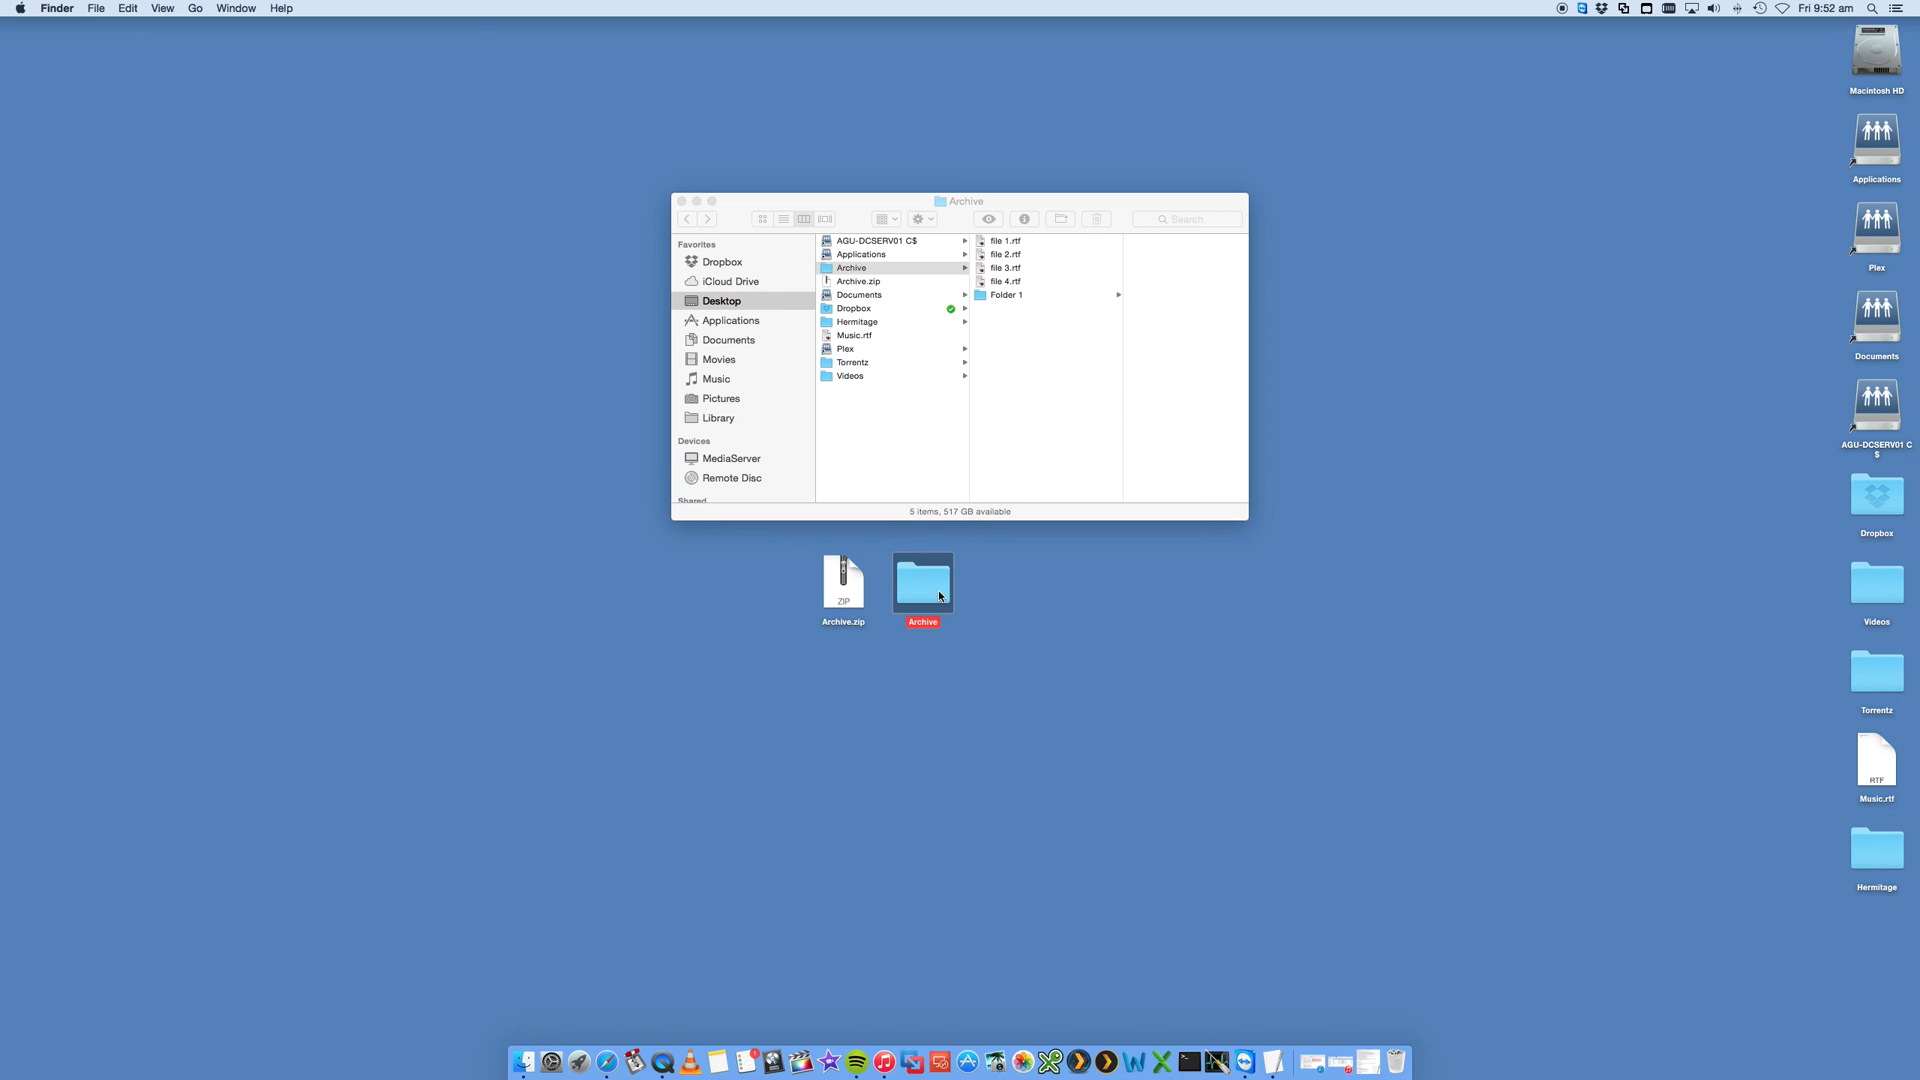 Finder File Edit View Go Window Help
Fri 9:52 am
Macintosh HD
Applications
Plex
Documents
AGU-DCSERV01 C
$
Dropbox
Videos
Torrentz
RTF
Music.rtf
Hermitage
Archive
Search
Favorites
Dropbox
iCloud Drive
Desktop
Applications
Documents
Movies
Music
Pictures
Library
Devices
MediaServer
Remote Disc
Shared
AGU-DCSERV01 C$
Applications
Archive
Archive.zip
Documents
Dropbox
Hermitage
Music.rtf
Plex
Torrentz
Videos
file 1.rtf
file 2.rtf
file 3.rtf
file 4.rtf
Folder 1
5 items, 517 GB available
ZIP
Archive.zip
Archive